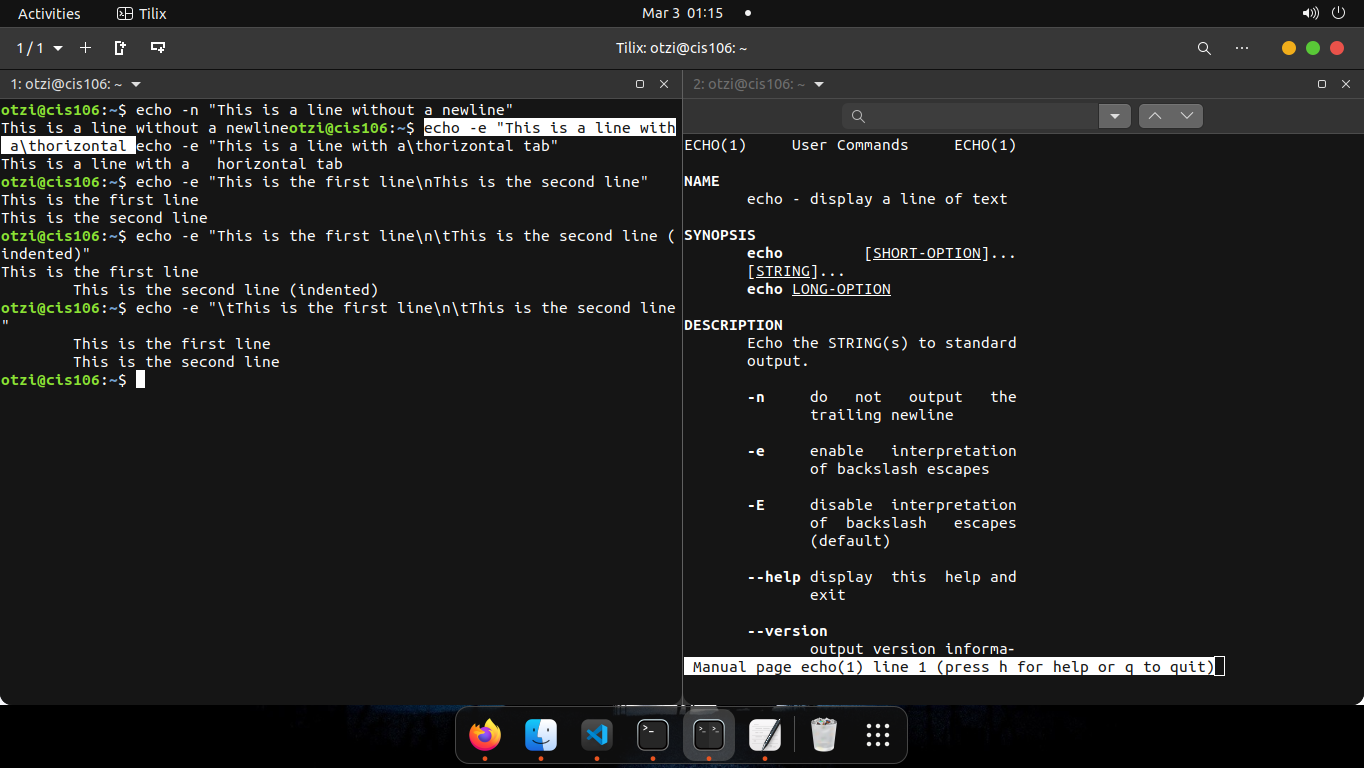 Activities Tilix Mar 3 01:15
1 / 1 Tilix: otzi@cis106: ~
1: otzi@cis106: ~
otzi@cis106:~$ echo -n "This is a line without a newline"
This is a line without a newlineotzi@cis106:~$ echo -e "This is a line with
 a\thorizontal echo -e "This is a line with a\thorizontal tab"
This is a line with a	horizontal tab
otzi@cis106:~$ echo -e "This is the first line\nThis is the second line"
This is the first line
This is the second line
otzi@cis106:~$ echo -e "This is the first line\n\tThis is the second line (
indented)"
This is the first line
        This is the second line (indented)
otzi@cis106:~$ echo -e "\tThis is the first line\n\tThis is the second line
"
        This is the first line
        This is the second line
otzi@cis106:~$
2: otzi@cis106: ~
ECHO(1)     User Commands     ECHO(1)
NAME
       echo - display a line of text
SYNOPSIS
       echo         [SHORT-OPTION]...
       [STRING]...
       echo LONG-OPTION
DESCRIPTION
       Echo the STRING(s) to standard
       output.
       -n     do   not   output   the
              trailing newline
       -e     enable   interpretation
              of backslash escapes
       -E     disable  interpretation
              of  backslash   escapes
              (default)
       --help display  this  help and
              exit
       --version
              output version informa-
 Manual page echo(1) line 1 (press h for help or q to quit)